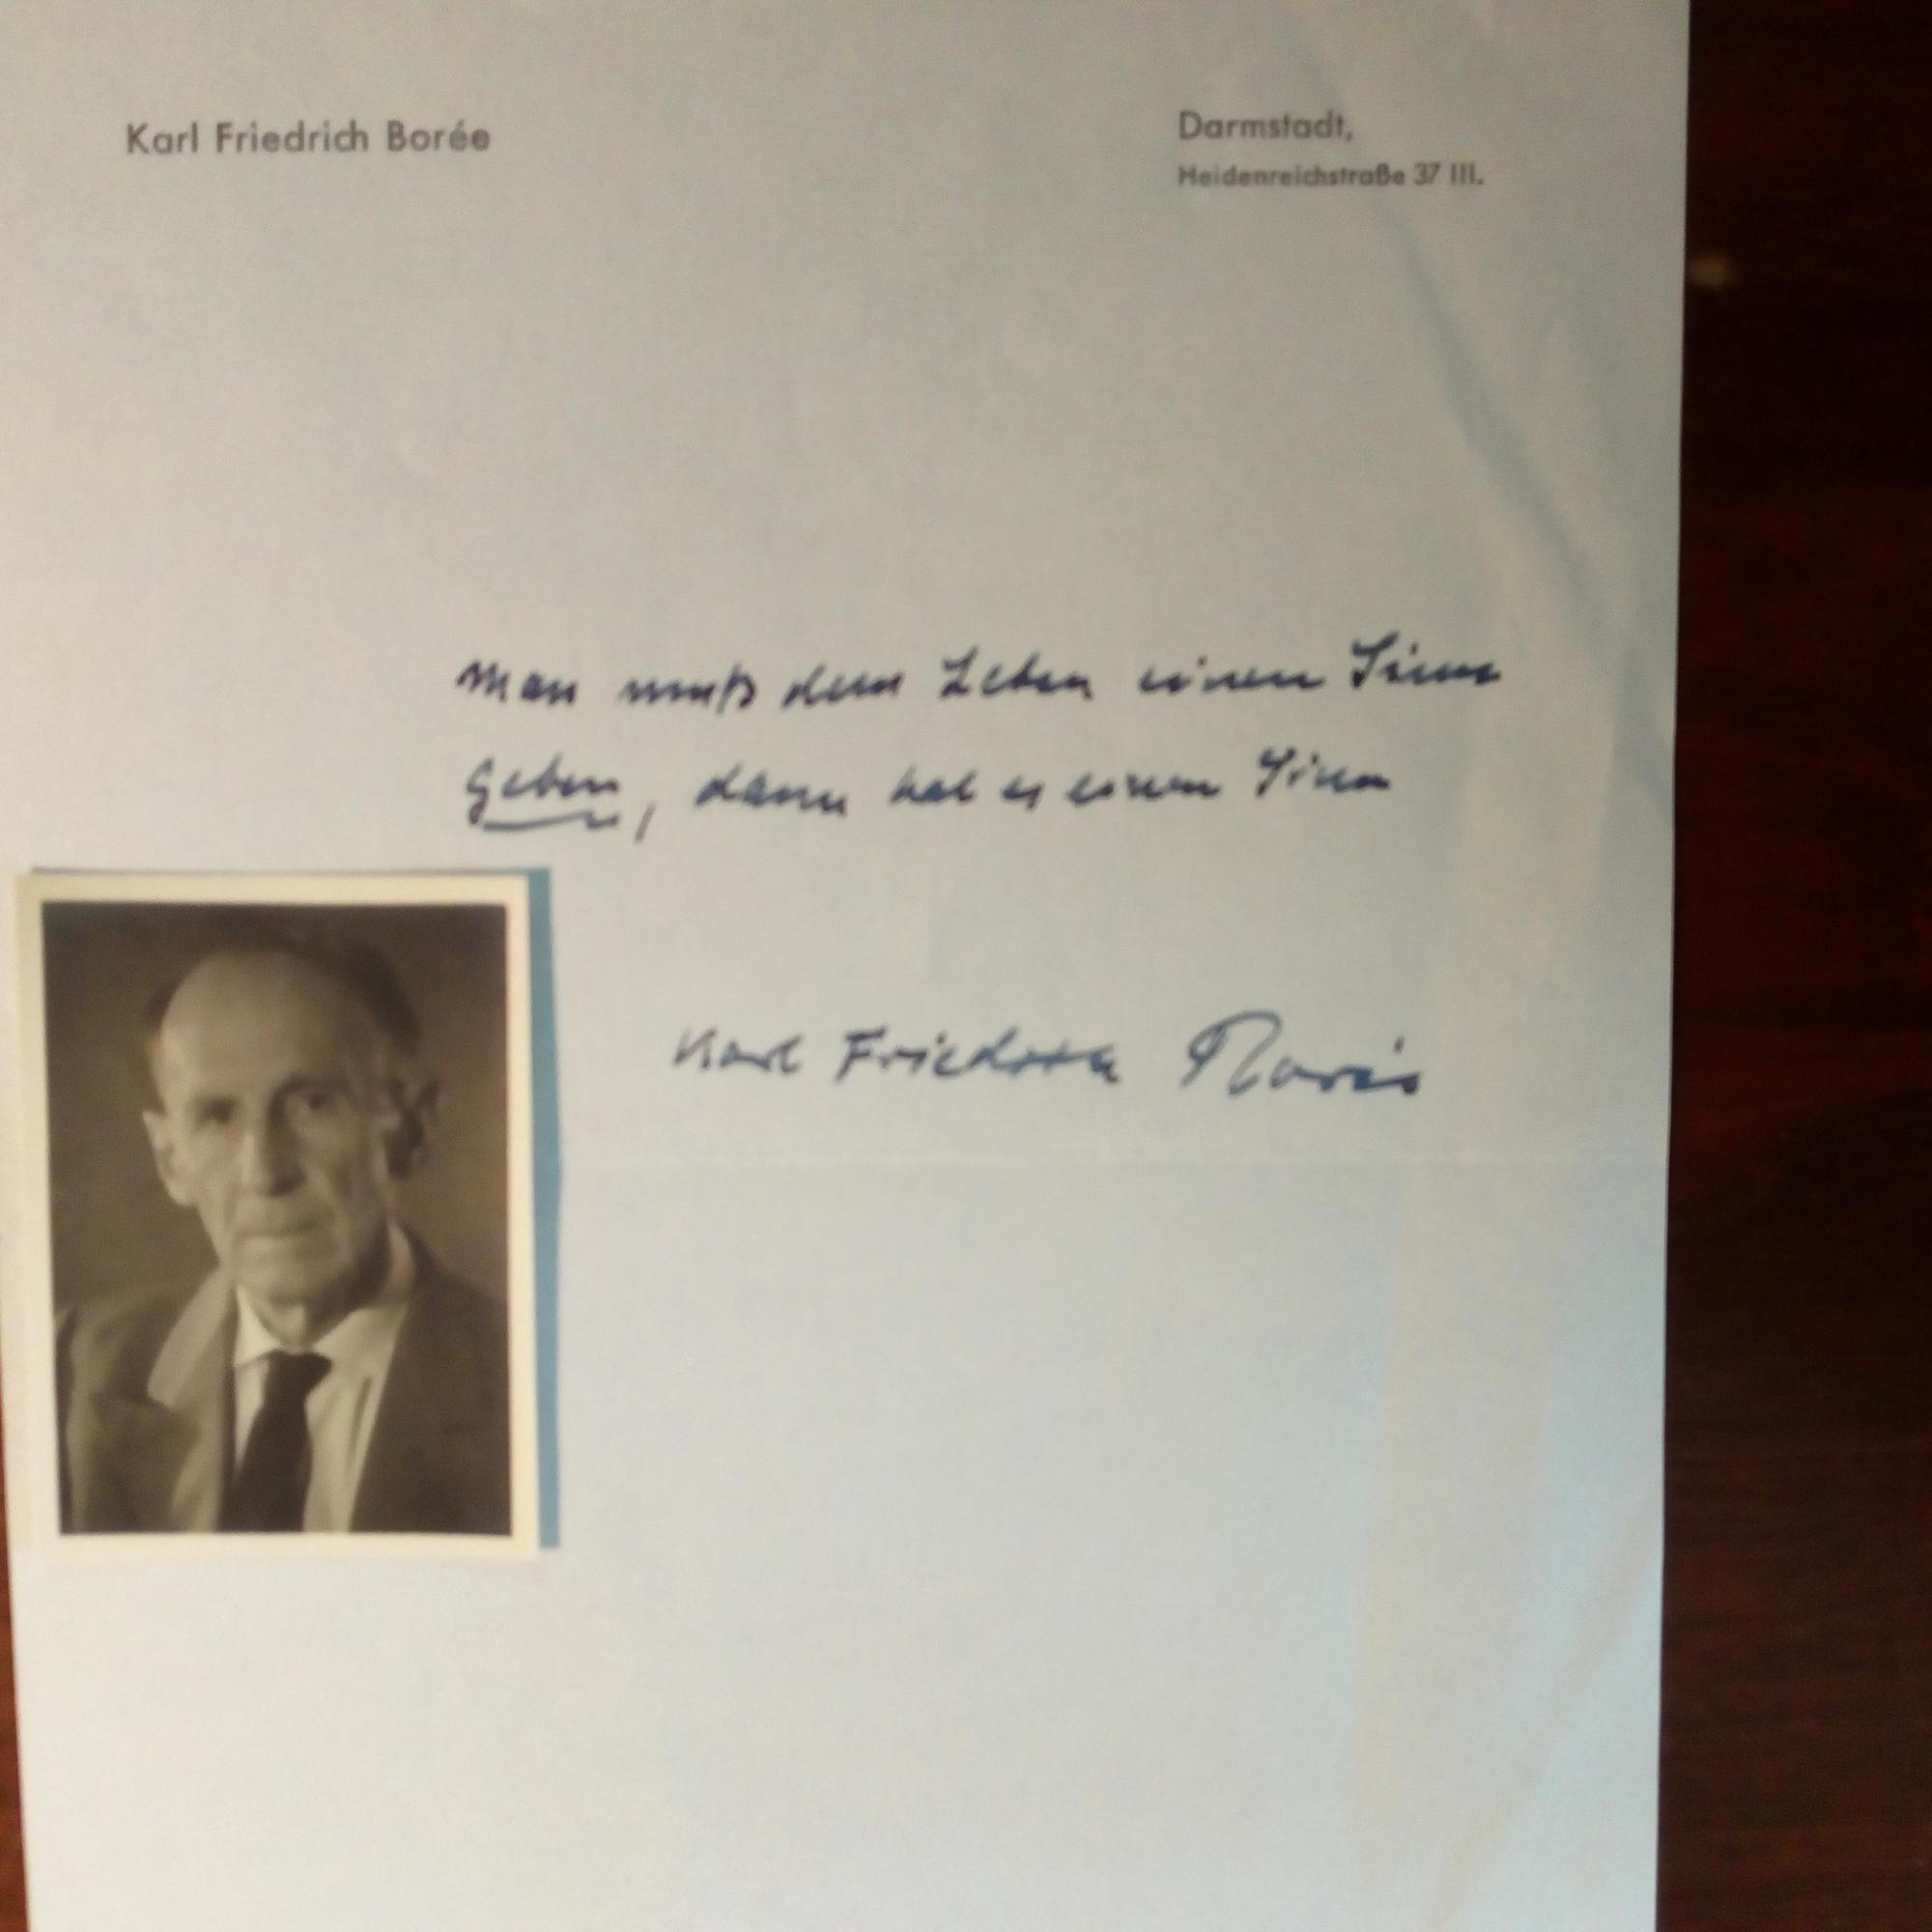 Karl Friedrich Borée
Darmstadt,
Heidenreichstraße 37 III.
Man muß dem Leben einen Sinn
geben, dann hat es einen Sinn
Karl Friedrich Borée